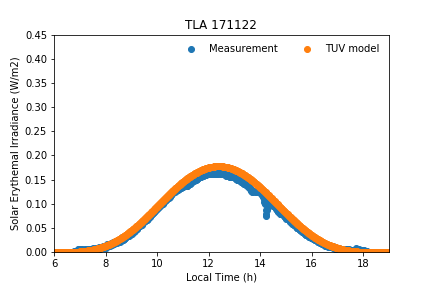 TLA 171122
Measurement
TUV model
Solar Erythemal Irradiance (W/m2)
0.45
0.40
0.35
0.30
0.25
0.20
0.15
0.10
0.05
0.00
6 8 10 12 14 16 18
Local Time (h)